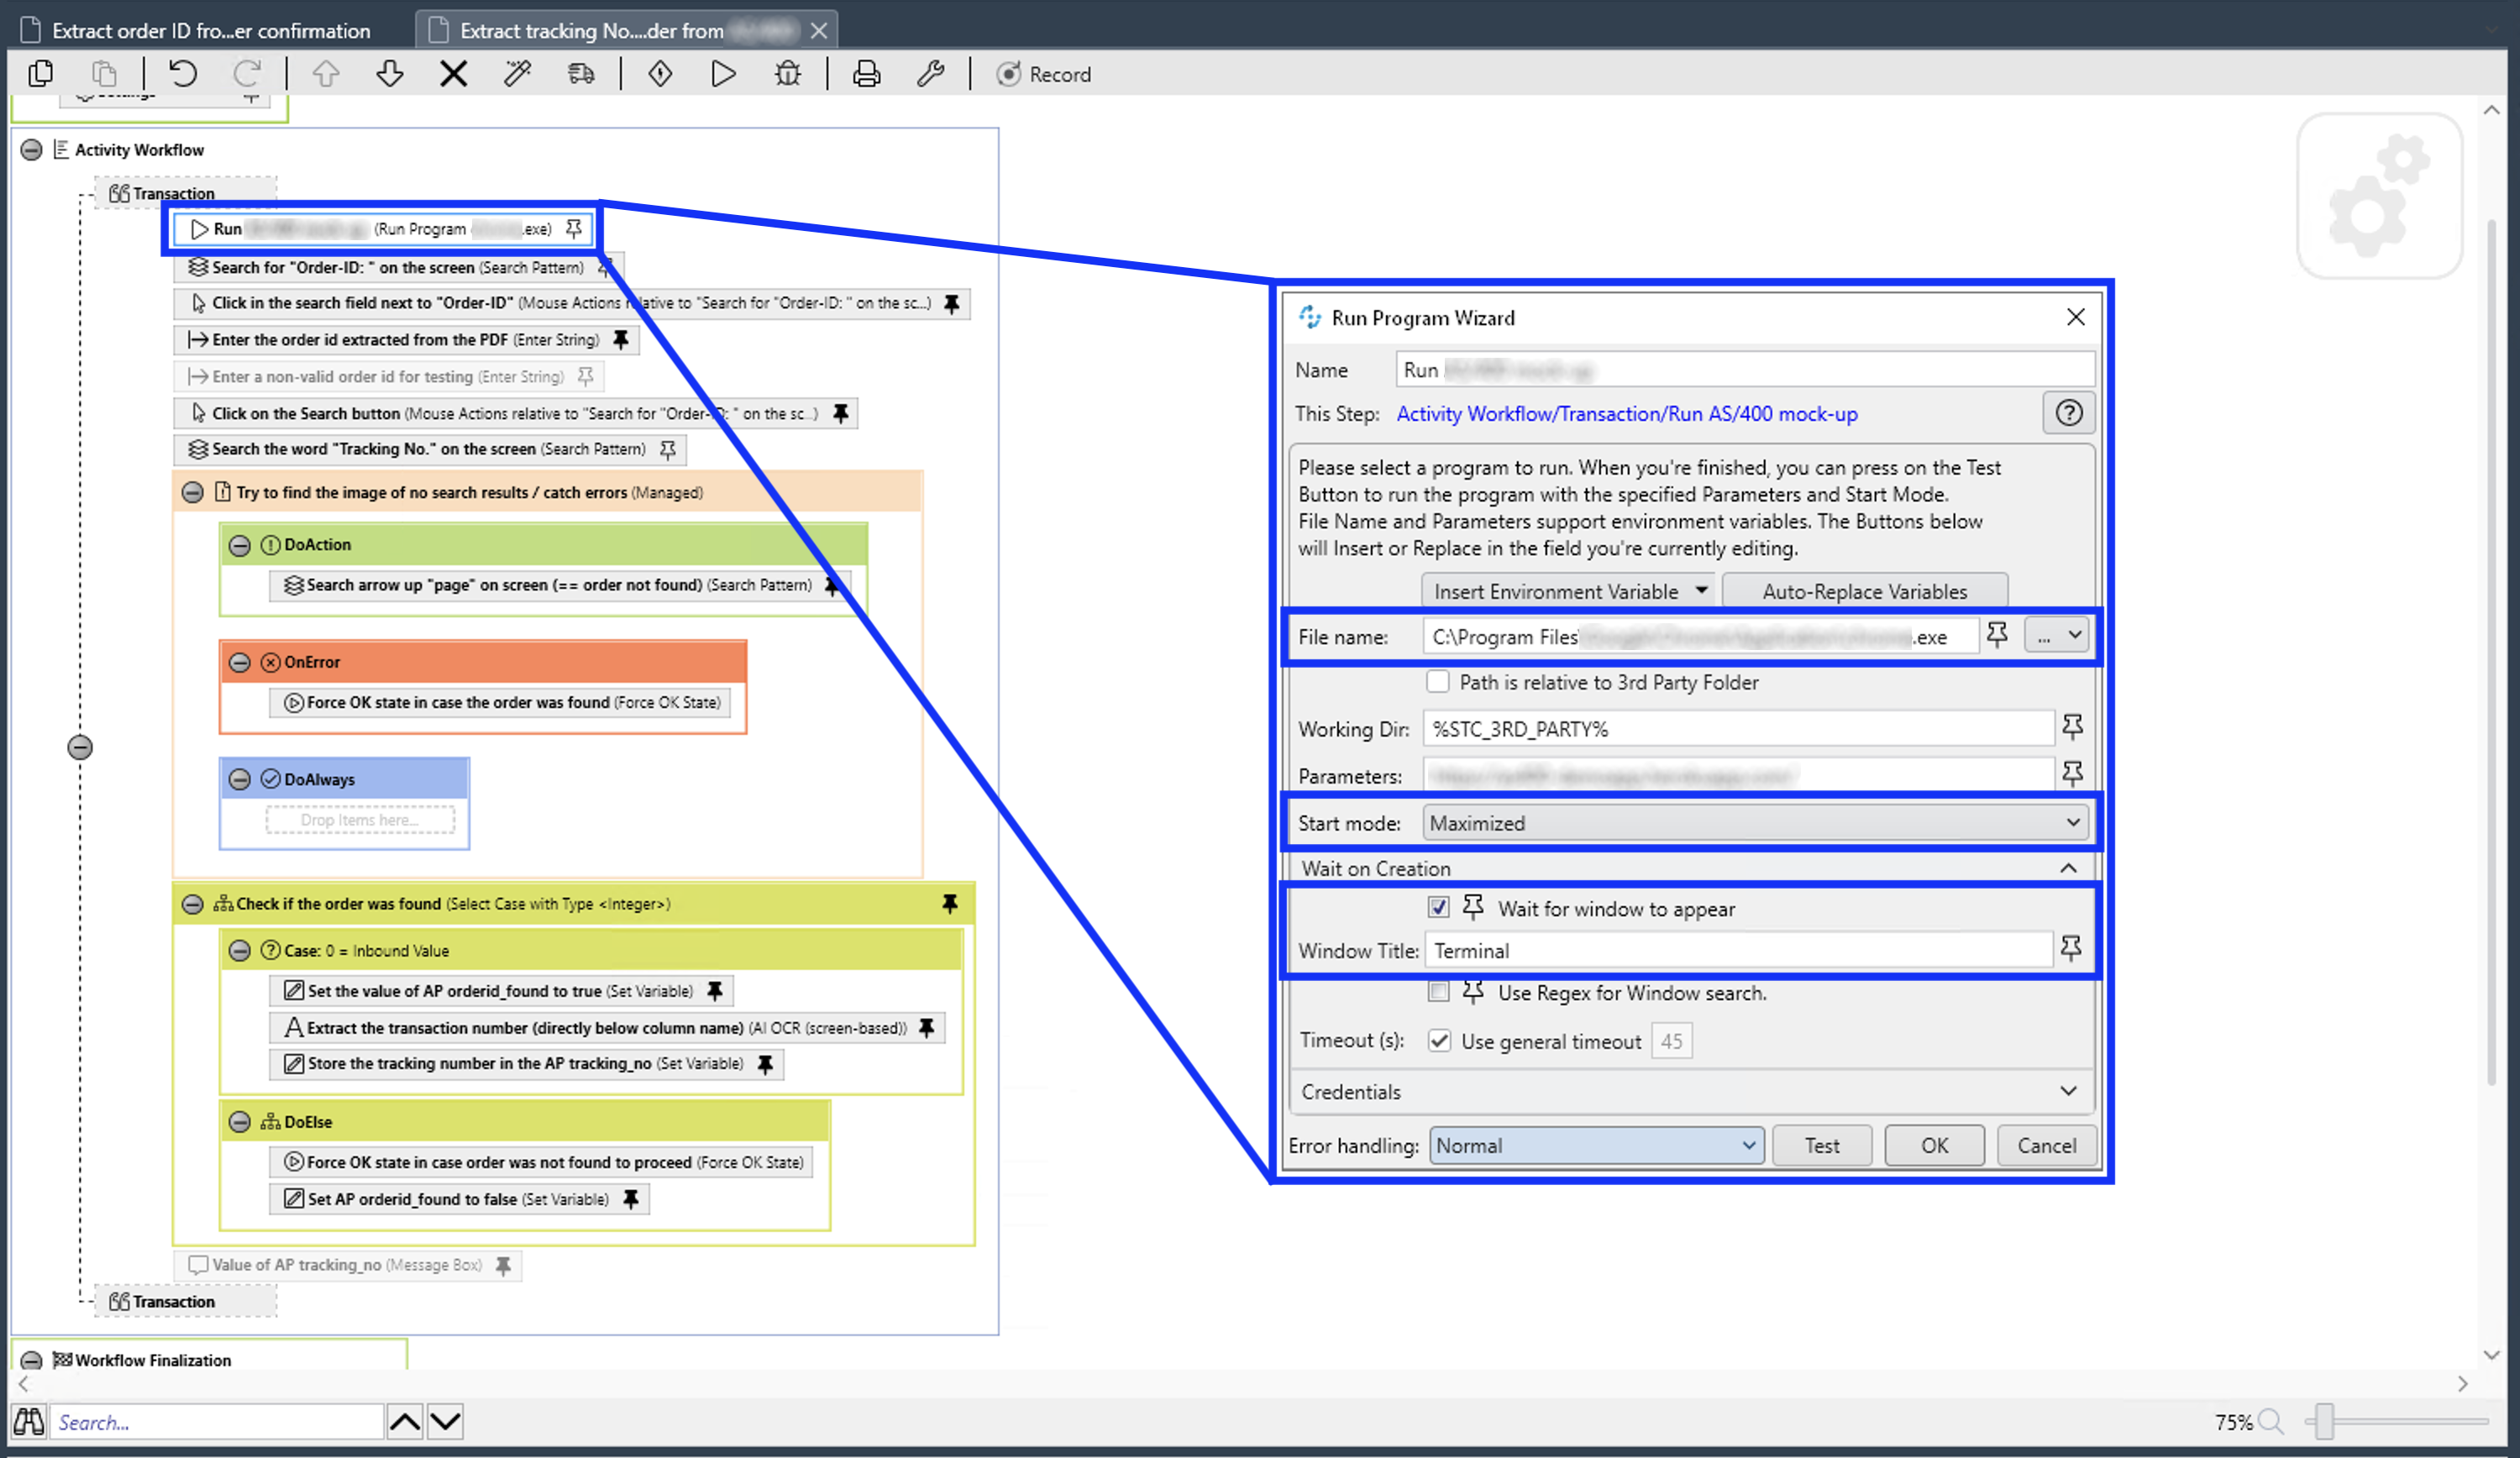 Extract order ID fro...er confirmation
Extract tracking No....der from
Record
Settings
Activity Workflow
Transaction
Run (Run Program .exe)
Search for "Order-ID: " on the screen (Search Pattern)
Click in the search field next to "Order-ID" (Mouse Actions relative to "Search for "Order-ID: " on the sc...)
Enter the order id extracted from the PDF (Enter String)
Enter a non-valid order id for testing (Enter String)
Click on the Search button (Mouse Actions relative to "Search for "Order-ID: " on the sc...)
Search the word "Tracking No." on the screen (Search Pattern)
Try to find the image of no search results / catch errors (Managed)
DoAction
Search arrow up "page" on screen (== order not found) (Search Pattern)
OnError
Force OK state in case the order was found (Force OK State)
DoAlways
Drop Items here...
Check if the order was found (Select Case with Type <Integer>)
Case: 0 = Inbound Value
Set the value of AP orderid_found to true (Set Variable)
Extract the transaction number (directly below column name) (AI OCR (screen-based))
Store the tracking number in the AP tracking_no (Set Variable)
DoElse
Force OK state in case order was not found to proceed (Force OK State)
Set AP orderid_found to false (Set Variable)
Value of AP tracking_no (Message Box)
Transaction
Workflow Finalization
Search...
75%
Run Program Wizard
Name Run
This Step: Activity Workflow/Transaction/Run AS/400 mock-up
Please select a program to run. When you're finished, you can press on the Test
Button to run the program with the specified Parameters and Start Mode.
File Name and Parameters support environment variables. The Buttons below
will Insert or Replace in the field you're currently editing.
Insert Environment Variable Auto-Replace Variables
File name: C:\Program Files\ .exe ...
Path is relative to 3rd Party Folder
Working Dir: %STC_3RD_PARTY%
Parameters:
Start mode: Maximized
Wait on Creation
Wait for window to appear
Window Title: Terminal
Use Regex for Window search.
Timeout (s): Use general timeout 45
Credentials
Error handling: Normal Test OK Cancel